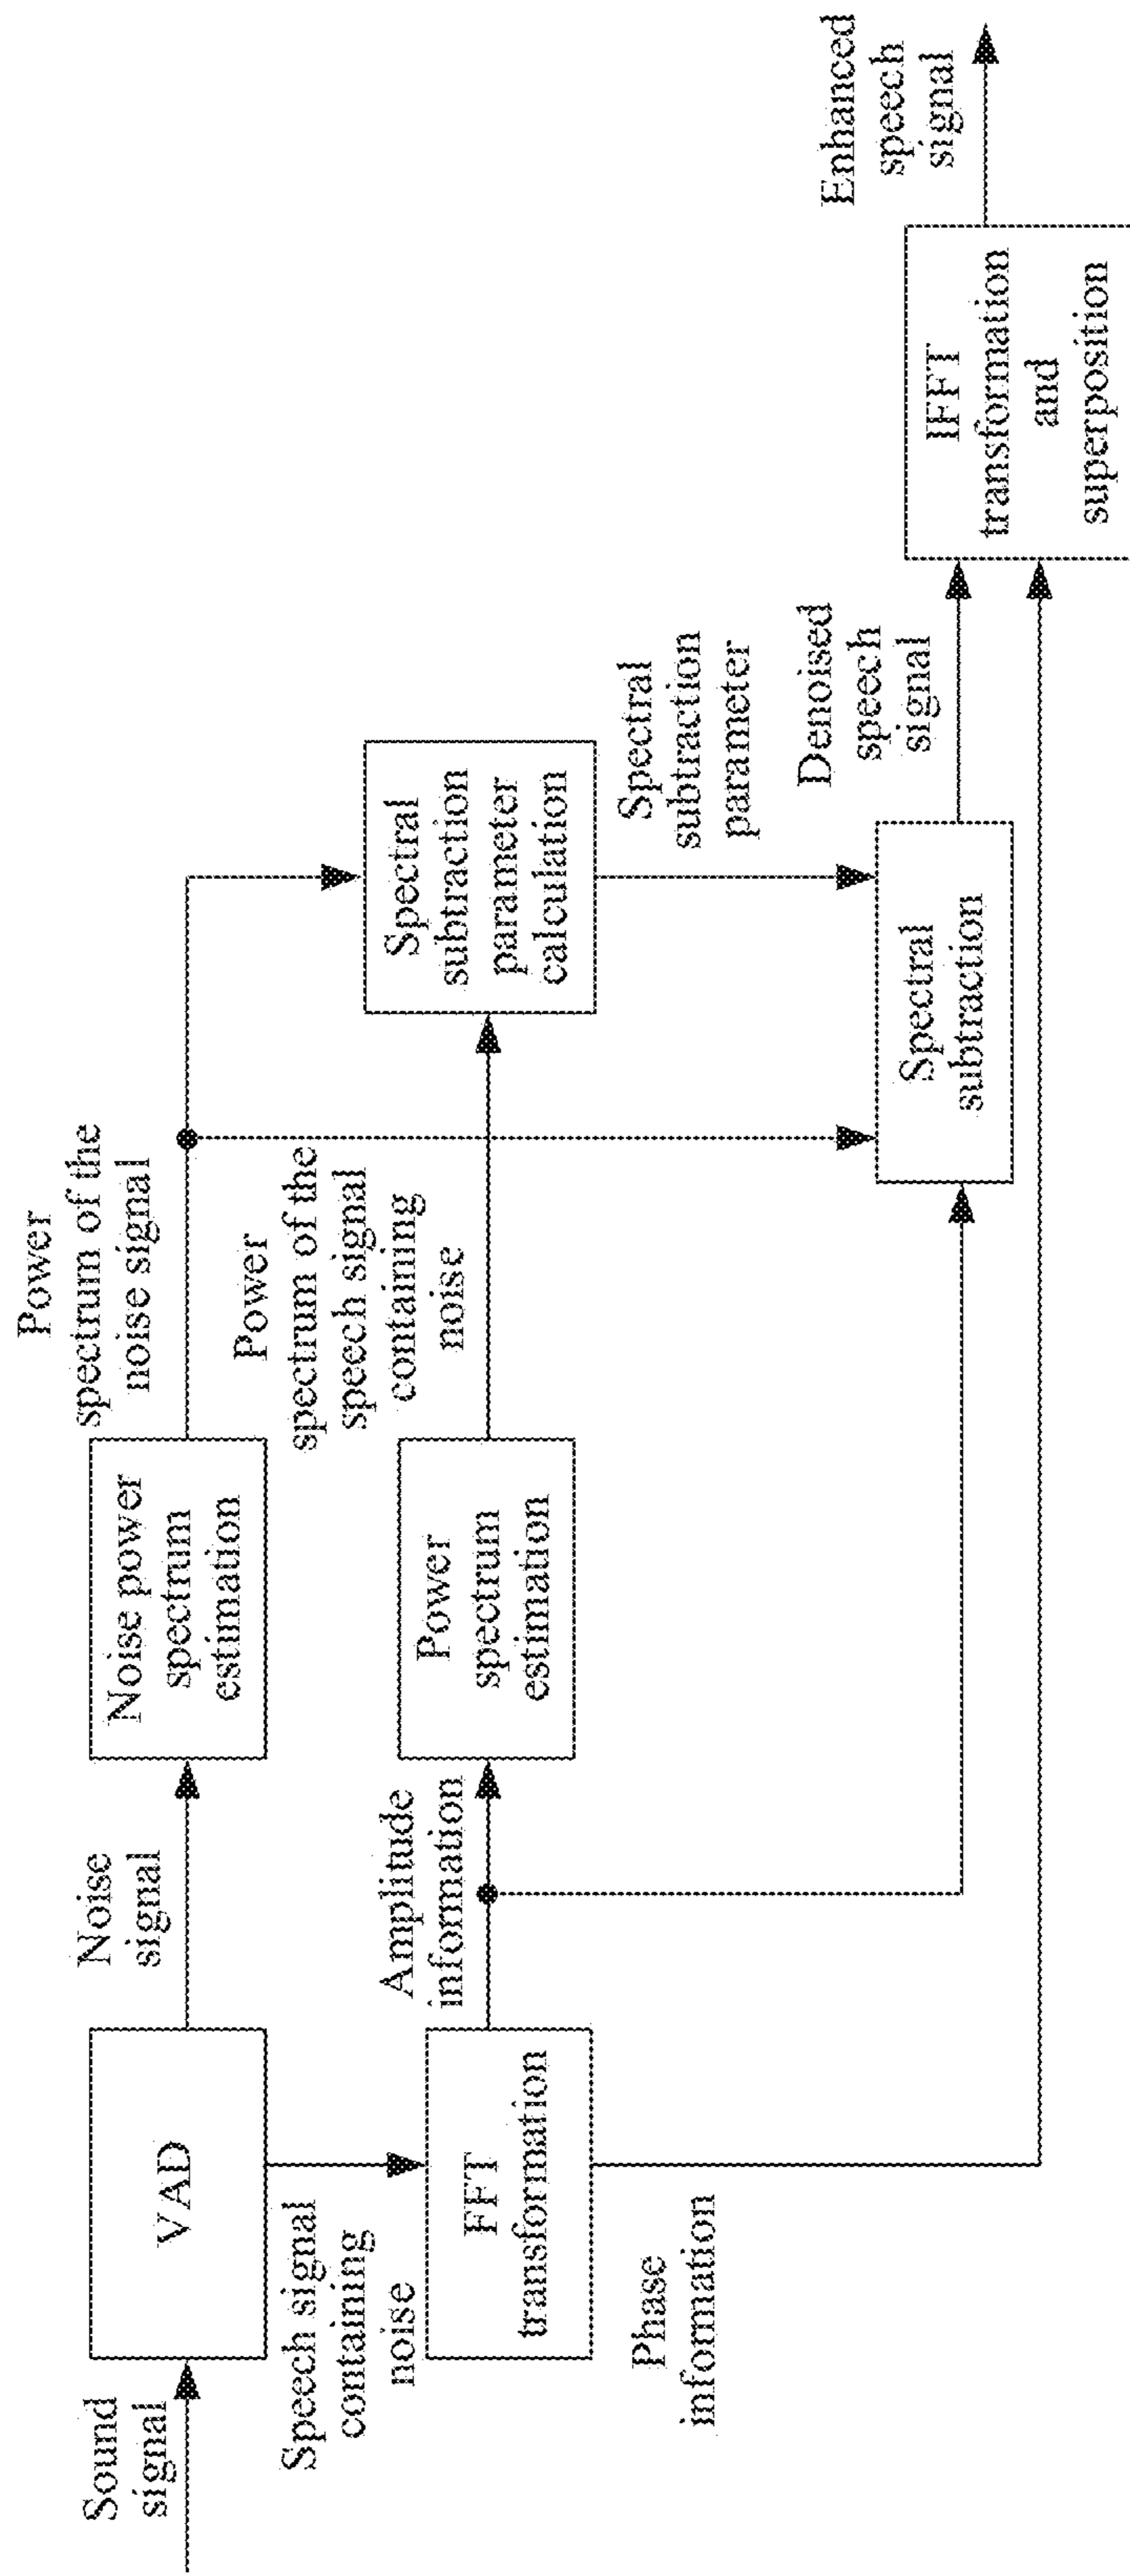 Sound
signal
VAD
Noise
signal
Noise power
spectrum
estimation
Power
spectrum of the
noise signal
Speech signal
containing
noise
FFT
transformation
Amplitude
information
Power
spectrum
estimation
Power
spectrum of the
speech signal
containing
noise
Spectral
subtraction
parameter
calculation
Spectral
subtraction
parameter
Phase
information
Spectral
subtraction
Denoised
speech
signal
IFFT
transformation
and
superposition
Enhanced
speech
signal